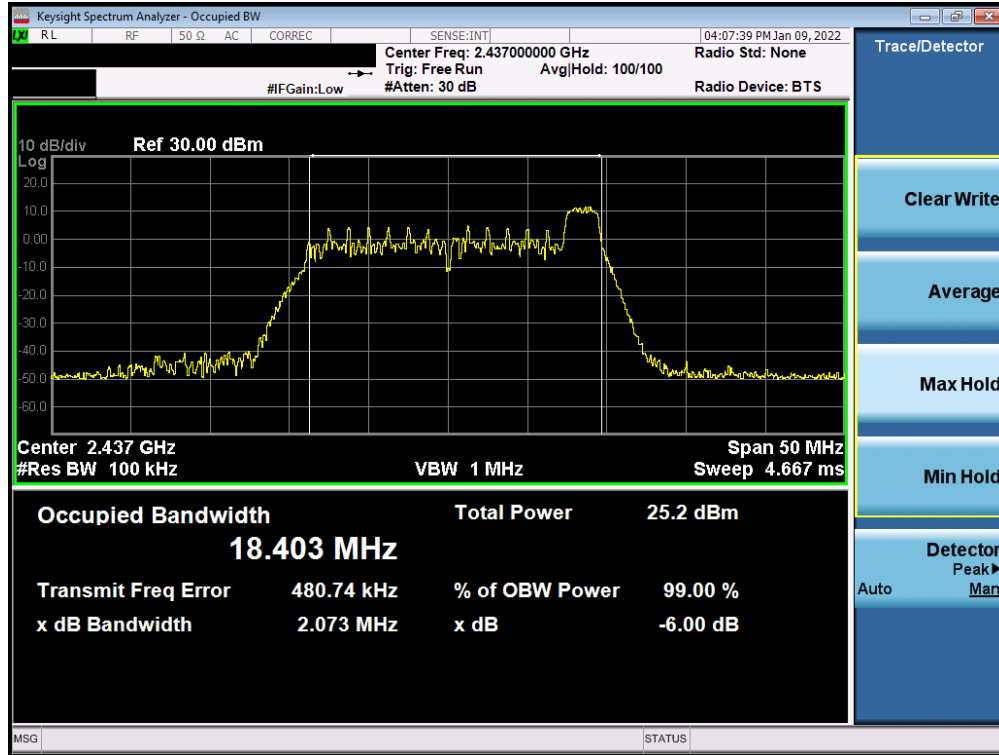 Keysight Spectrum Analyzer - Occupied BW
LXI RL RF 50 Ω AC CORREC SENSE:INT 04:07:39 PM Jan 09, 2022
Center Freq: 2.437000000 GHz Radio Std: None
Trig: Free Run Avg|Hold: 100/100
#IFGain:Low #Atten: 30 dB Radio Device: BTS
10 dB/div Ref 30.00 dBm
Log
20.0
10.0
0.00
-10.0
-20.0
-30.0
-40.0
-50.0
-60.0
Center 2.437 GHz Span 50 MHz
#Res BW 100 kHz VBW 1 MHz Sweep 4.667 ms
Occupied Bandwidth Total Power 25.2 dBm
18.403 MHz
Transmit Freq Error 480.74 kHz % of OBW Power 99.00 %
x dB Bandwidth 2.073 MHz x dB -6.00 dB
MSG STATUS
Trace/Detector
Clear Write
Average
Max Hold
Min Hold
Detector
Peak▶
Auto Man